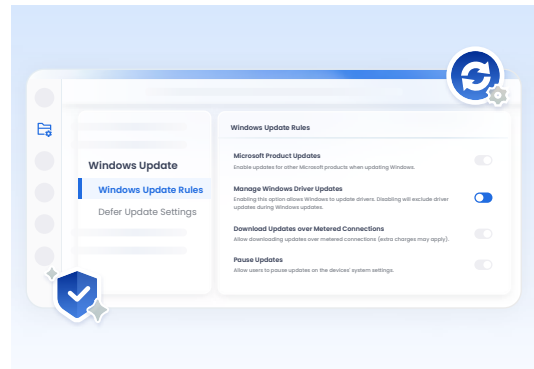 Windows Update Rules
Windows Update
Windows Update Rules
Defer Update Settings
Microsoft Product Updates
Enable updates for other Microsoft products when updating Windows.
Manage Windows Driver Updates
Enabling this option allows Windows to update drivers. Disabling will exclude driver
updates during Windows updates.
Download Updates over Metered Connections
Allow downloading updates over metered connections (extra charges may apply).
Pause Updates
Allow users to pause updates on the devices' system settings.